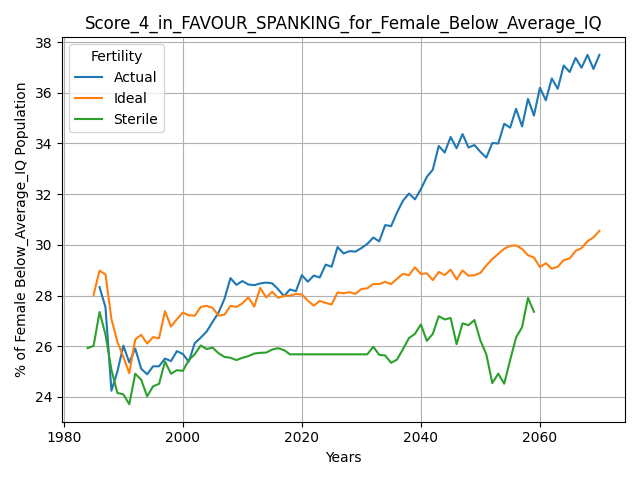 Score_4_in_FAVOUR_SPANKING_for_Female_Below_Average_IQ
% of Female Below_Average_IQ Population
38
36
34
32
30
28
26
24
Fertility
Actual
Ideal
Sterile
1980
2000
2020
2040
2060
Years